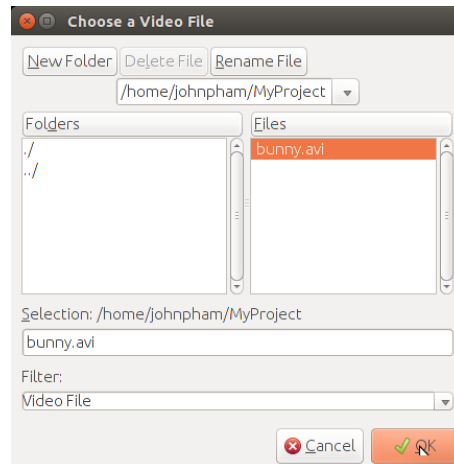 Choose a Video File
New Folder Delete File Rename File
/home/johnpham/MyProject
Folders Files
./ bunny.avi
../
Selection: /home/johnpham/MyProject
bunny.avi
Filter:
Video File
Cancel OK